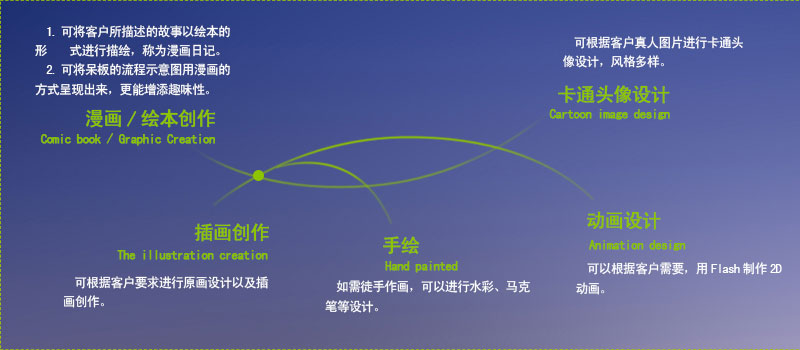 1. 可将客户所描述的故事以绘本的
形 式进行描绘，称为漫画日记。
2. 可将呆板的流程示意图用漫画的
方式呈现出来，更能增添趣味性。
漫画 / 绘本创作
Comic book / Graphic Creation
可根据客户真人图片进行卡通头
像设计，风格多样。
卡通头像设计
Cartoon image design
插画创作
The illustration creation
可根据客户要求进行原画设计以及插
画创作。
手绘
Hand painted
如需徒手作画，可以进行水彩、马克
笔等设计。
动画设计
Animation design
可以根据客户需要，用 Flash 制作 2D
动画。